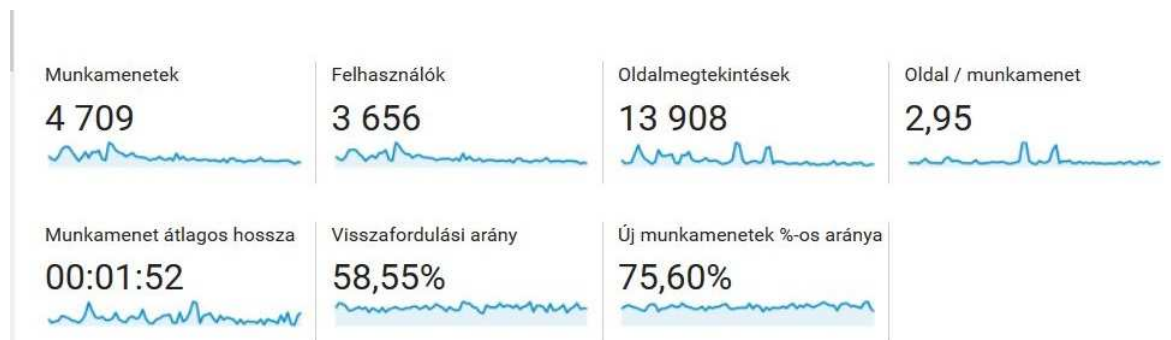 Munkamenetek
4 709
Felhasználók
3 656
Oldalmegtekintések
13 908
Oldal / munkamenet
2,95
Munkamenet átlagos hossza
00:01:52
Visszafordulási arány
58,55%
Új munkamenetek %-os aránya
75,60%